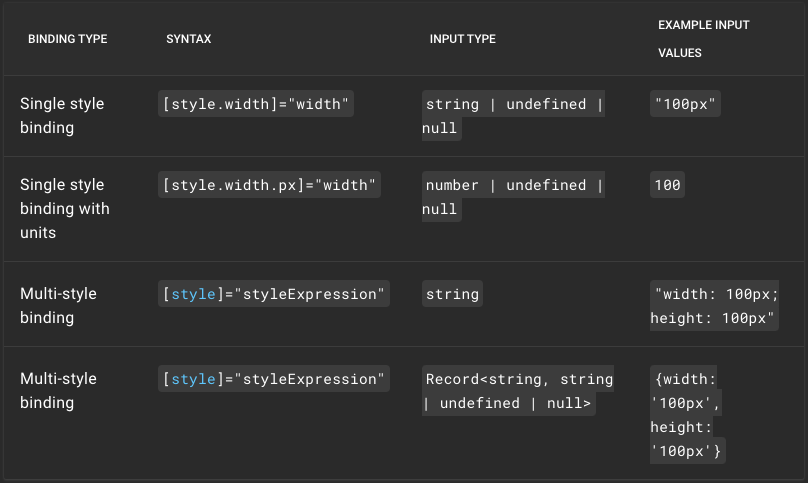 BINDING TYPE
SYNTAX
INPUT TYPE
EXAMPLE INPUT
VALUES
Single style
binding
[style.width]="width"
string | undefined |
null
"100px"
Single style
binding with
units
[style.width.px]="width"
number | undefined |
null
100
Multi-style
binding
[style]="styleExpression"
string
"width: 100px;
height: 100px"
Multi-style
binding
[style]="styleExpression"
Record<string, string
| undefined | null>
{width:
'100px',
height:
'100px'}